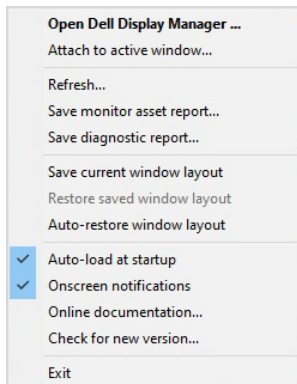 Open Dell Display Manager ...
Attach to active window...
Refresh...
Save monitor asset report...
Save diagnostic report...
Save current window layout
Restore saved window layout
Auto-restore window layout
Auto-load at startup
Onscreen notifications
Online documentation...
Check for new version...
Exit